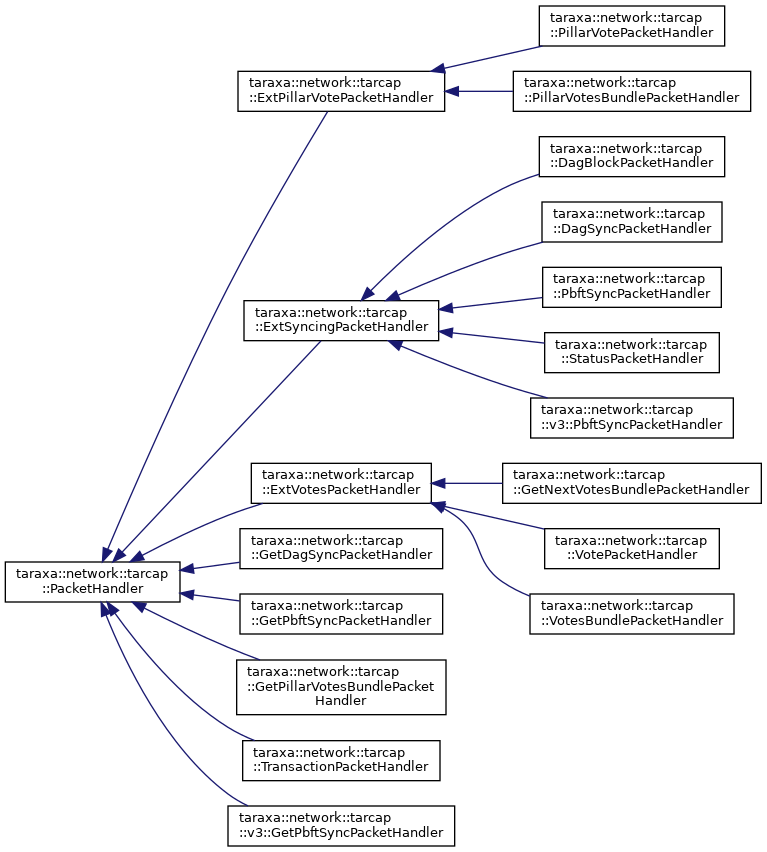 taraxa::network::tarcap
::PillarVotePacketHandler
taraxa::network::tarcap
::ExtPillarVotePacketHandler
taraxa::network::tarcap
::PillarVotesBundlePacketHandler
taraxa::network::tarcap
::DagBlockPacketHandler
taraxa::network::tarcap
::DagSyncPacketHandler
taraxa::network::tarcap
::PbftSyncPacketHandler
taraxa::network::tarcap
::ExtSyncingPacketHandler
taraxa::network::tarcap
::StatusPacketHandler
taraxa::network::tarcap
::v3::PbftSyncPacketHandler
taraxa::network::tarcap
::ExtVotesPacketHandler
taraxa::network::tarcap
::GetNextVotesBundlePacketHandler
taraxa::network::tarcap
::GetDagSyncPacketHandler
taraxa::network::tarcap
::VotePacketHandler
taraxa::network::tarcap
::PacketHandler
taraxa::network::tarcap
::GetPbftSyncPacketHandler
taraxa::network::tarcap
::VotesBundlePacketHandler
taraxa::network::tarcap
::GetPillarVotesBundlePacket
Handler
taraxa::network::tarcap
::TransactionPacketHandler
taraxa::network::tarcap
::v3::GetPbftSyncPacketHandler